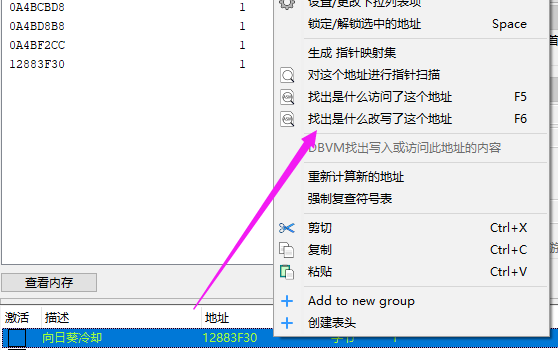 0A4BCBD8 1
0A4BD8B8 1
0A4BF2CC 1
12883F30 1
设置/更改下拉列表项
锁定/解锁选中的地址 Space
生成 指针映射集
对这个地址进行指针扫描
找出是什么访问了这个地址 F5
找出是什么改写了这个地址 F6
DBVM找出写入或访问此地址的内容
重新计算新的地址
强制复查符号表
剪切 Ctrl+X
复制 Ctrl+C
粘贴 Ctrl+V
Add to new group
创建表头
查看内存
激活 描述 地址
向日葵冷却 12883F30 字节 1